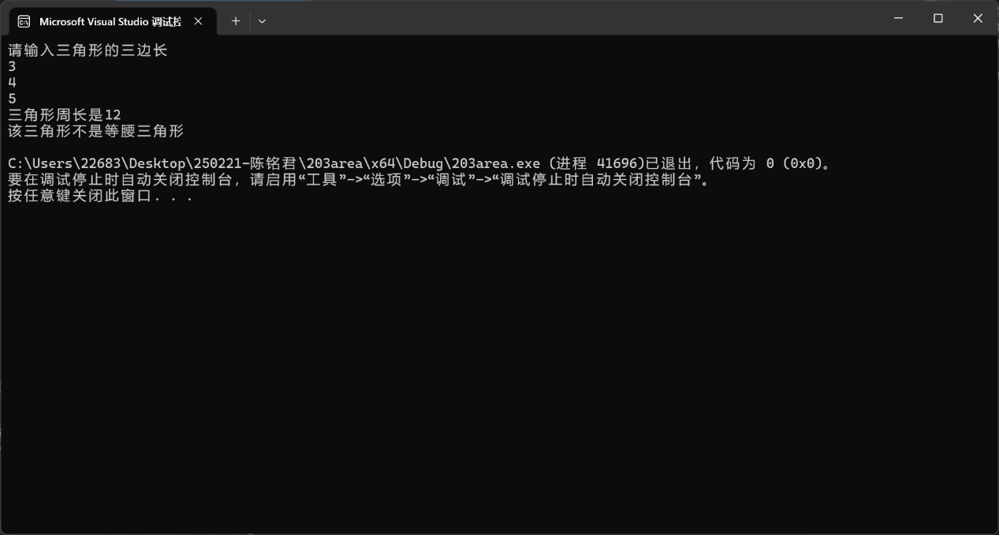 Microsoft Visual Studio 调试控
请输入三角形的三边长
3
4
5
三角形周长是12
该三角形不是等腰三角形
C:\Users\22683\Desktop\250221-陈铭君\203area\x64\Debug\203area.exe (进程 41696)已退出，代码为 0 (0x0)。
要在调试停止时自动关闭控制台，请启用“工具”->“选项”->“调试”->“调试停止时自动关闭控制台”。
按任意键关闭此窗口. . .